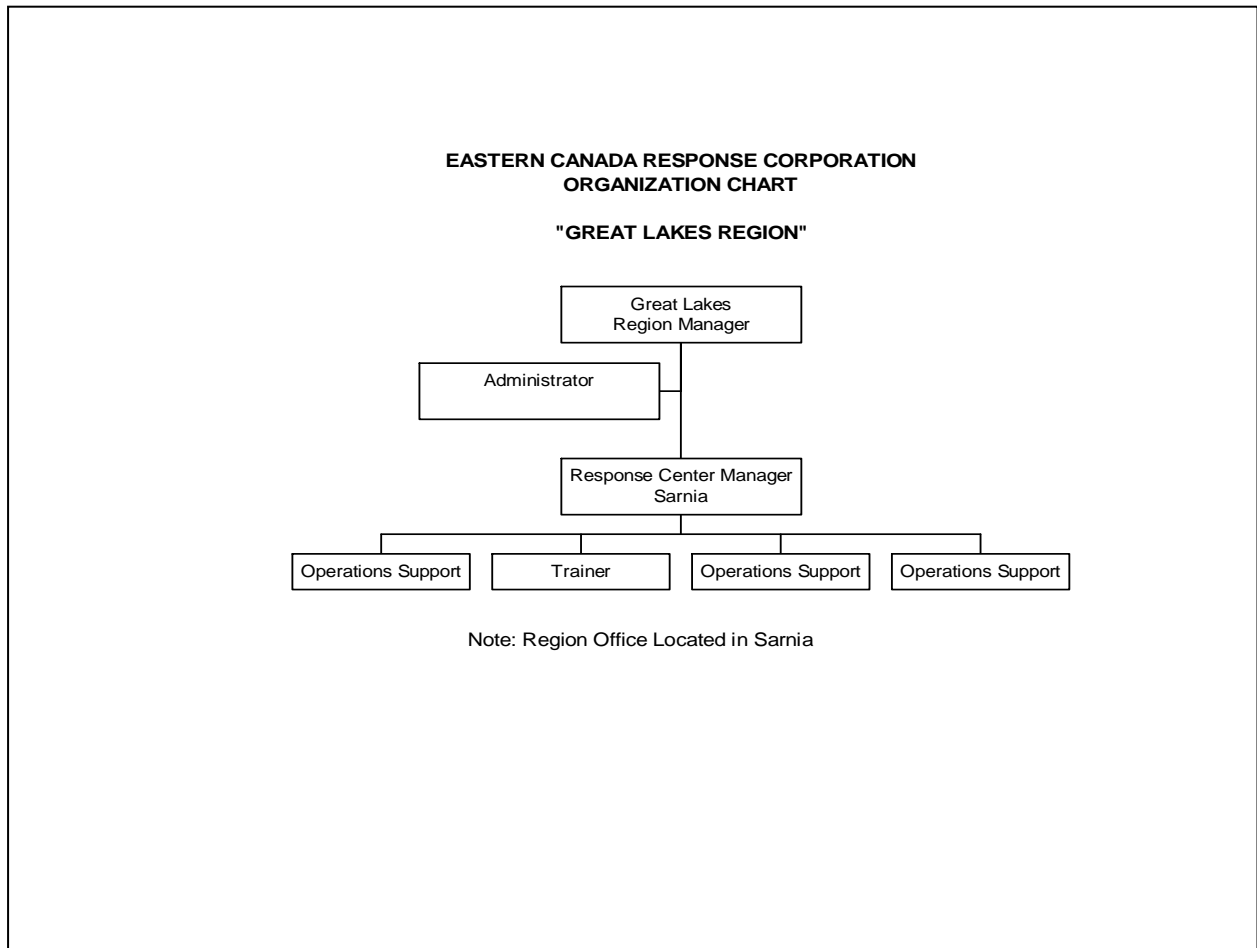 EASTERN CANADA RESPONSE CORPORATION
ORGANIZATION CHART
"GREAT LAKES REGION"
Great Lakes
Region Manager
Administrator
Response Center Manager
Sarnia
Operations Support
Trainer
Operations Support
Operations Support
Note: Region Office Located in Sarnia